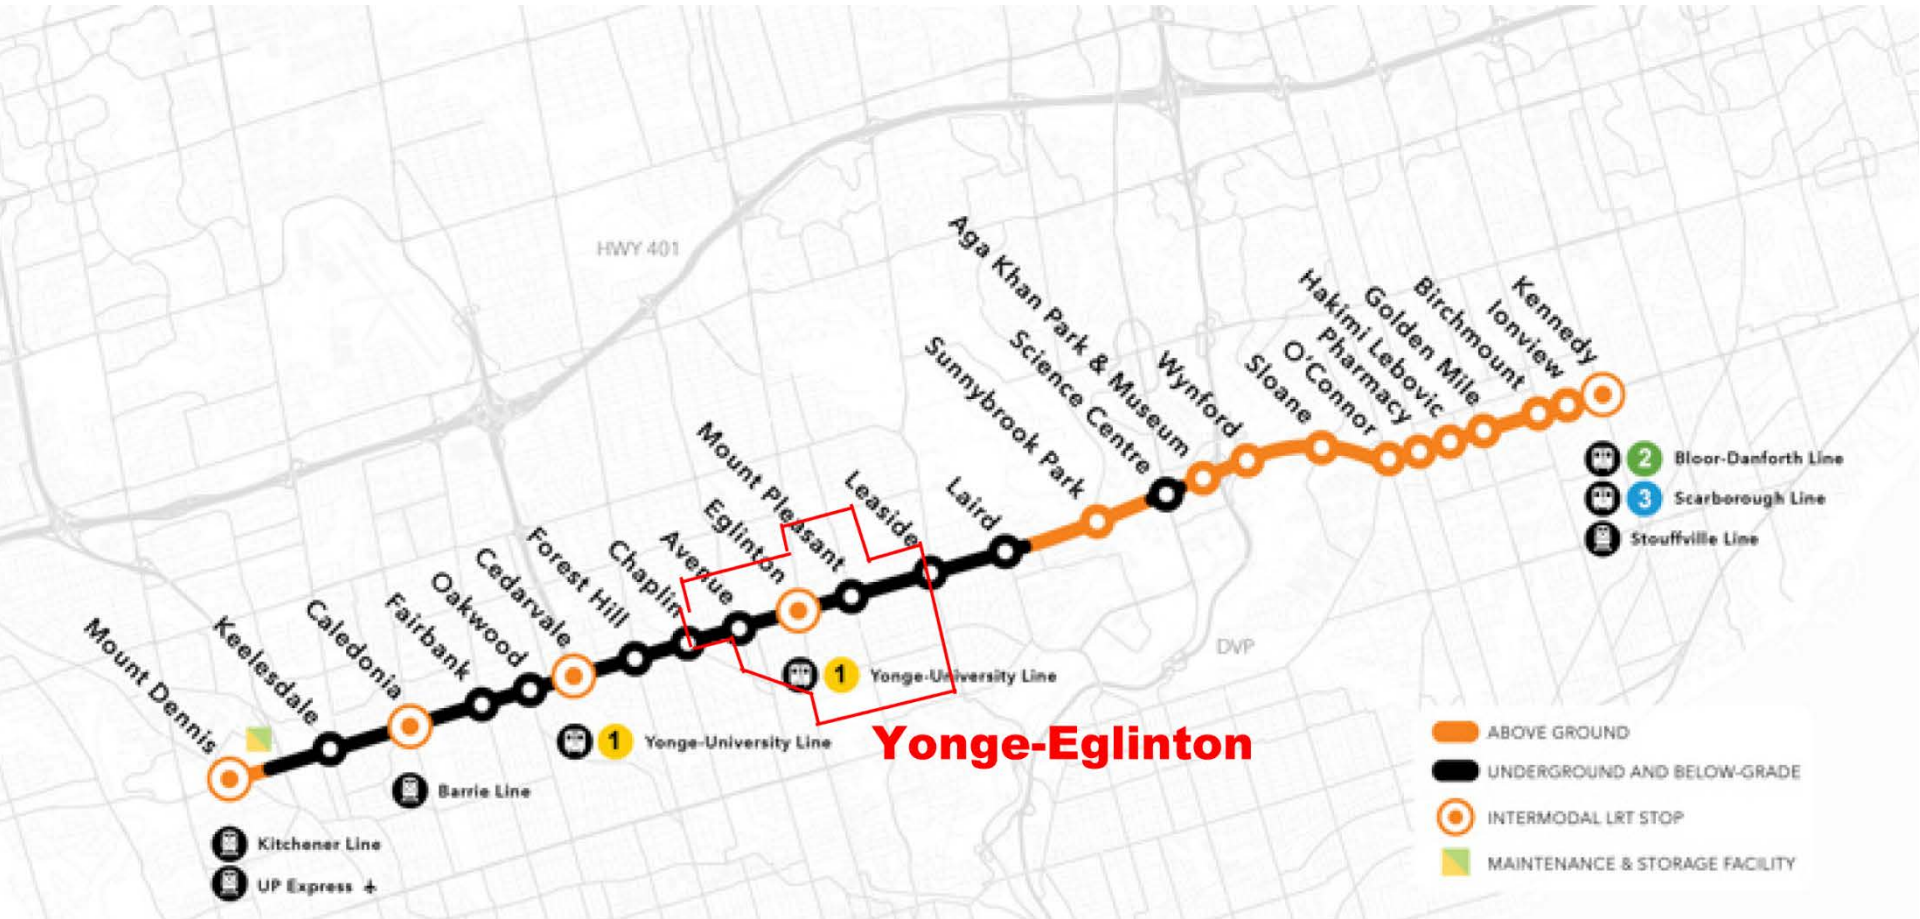 HWY 401
Aga Khan Park & Museum
Science Centre
Sunnybrook Park
Wynford
Sloane
O'Connor
Pharmacy
Hakimi Lebovic
Golden Mile
Birchmount
Ionview
Kennedy
2 Bloor-Danforth Line
3 Scarborough Line
Stouffville Line
Laird
Leaside
Mount Pleasant
Eglinton
Avenue
Chaplin
Forest Hill
Cedarvale
Oakwood
Fairbank
Caledonia
Keelesdale
Mount Dennis
DVP
1 Yonge-University Line
1 Yonge-University Line
Yonge-Eglinton
Barrie Line
Kitchener Line
UP Express
ABOVE GROUND
UNDERGROUND AND BELOW-GRADE
INTERMODAL LRT STOP
MAINTENANCE & STORAGE FACILITY